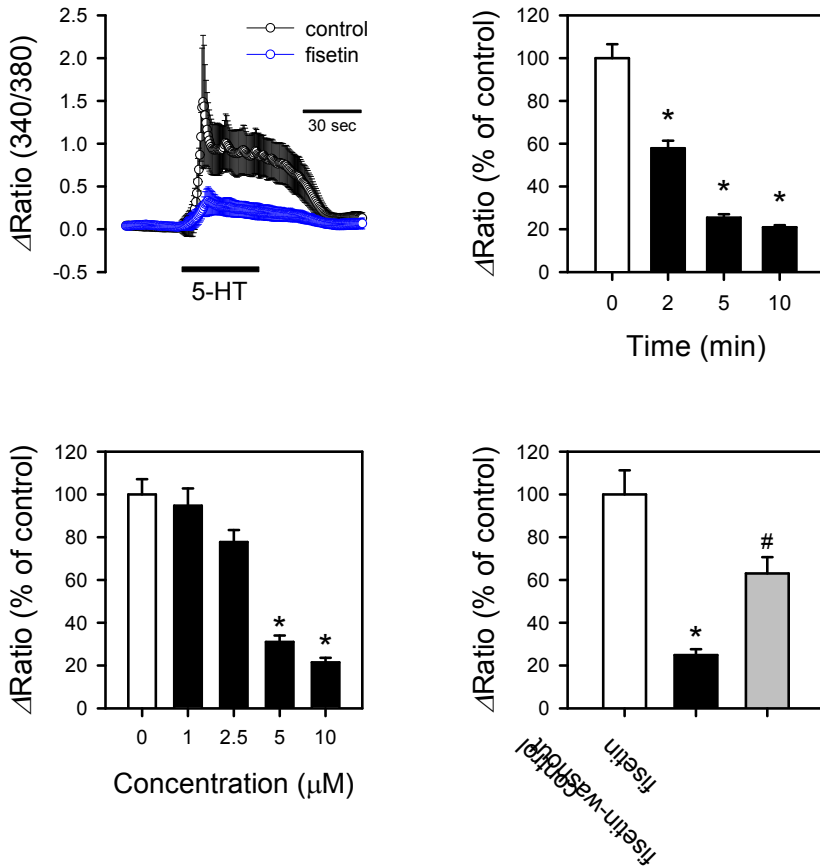 2.5
2.0
1.5
1.0
0.5
0.0
-0.5
ΔRatio (340/380)
control
fisetin
30 sec
5-HT
120
100
80
60
40
20
0
ΔRatio (% of control)
*
*
*
0 2 5 10
Time (min)
120
100
80
60
40
20
0
ΔRatio (% of control)
*
*
0 1 2.5 5 10
Concentration (μM)
120
100
80
60
40
20
0
ΔRatio (% of control)
*
#
control
fisetin
fisetin-washout